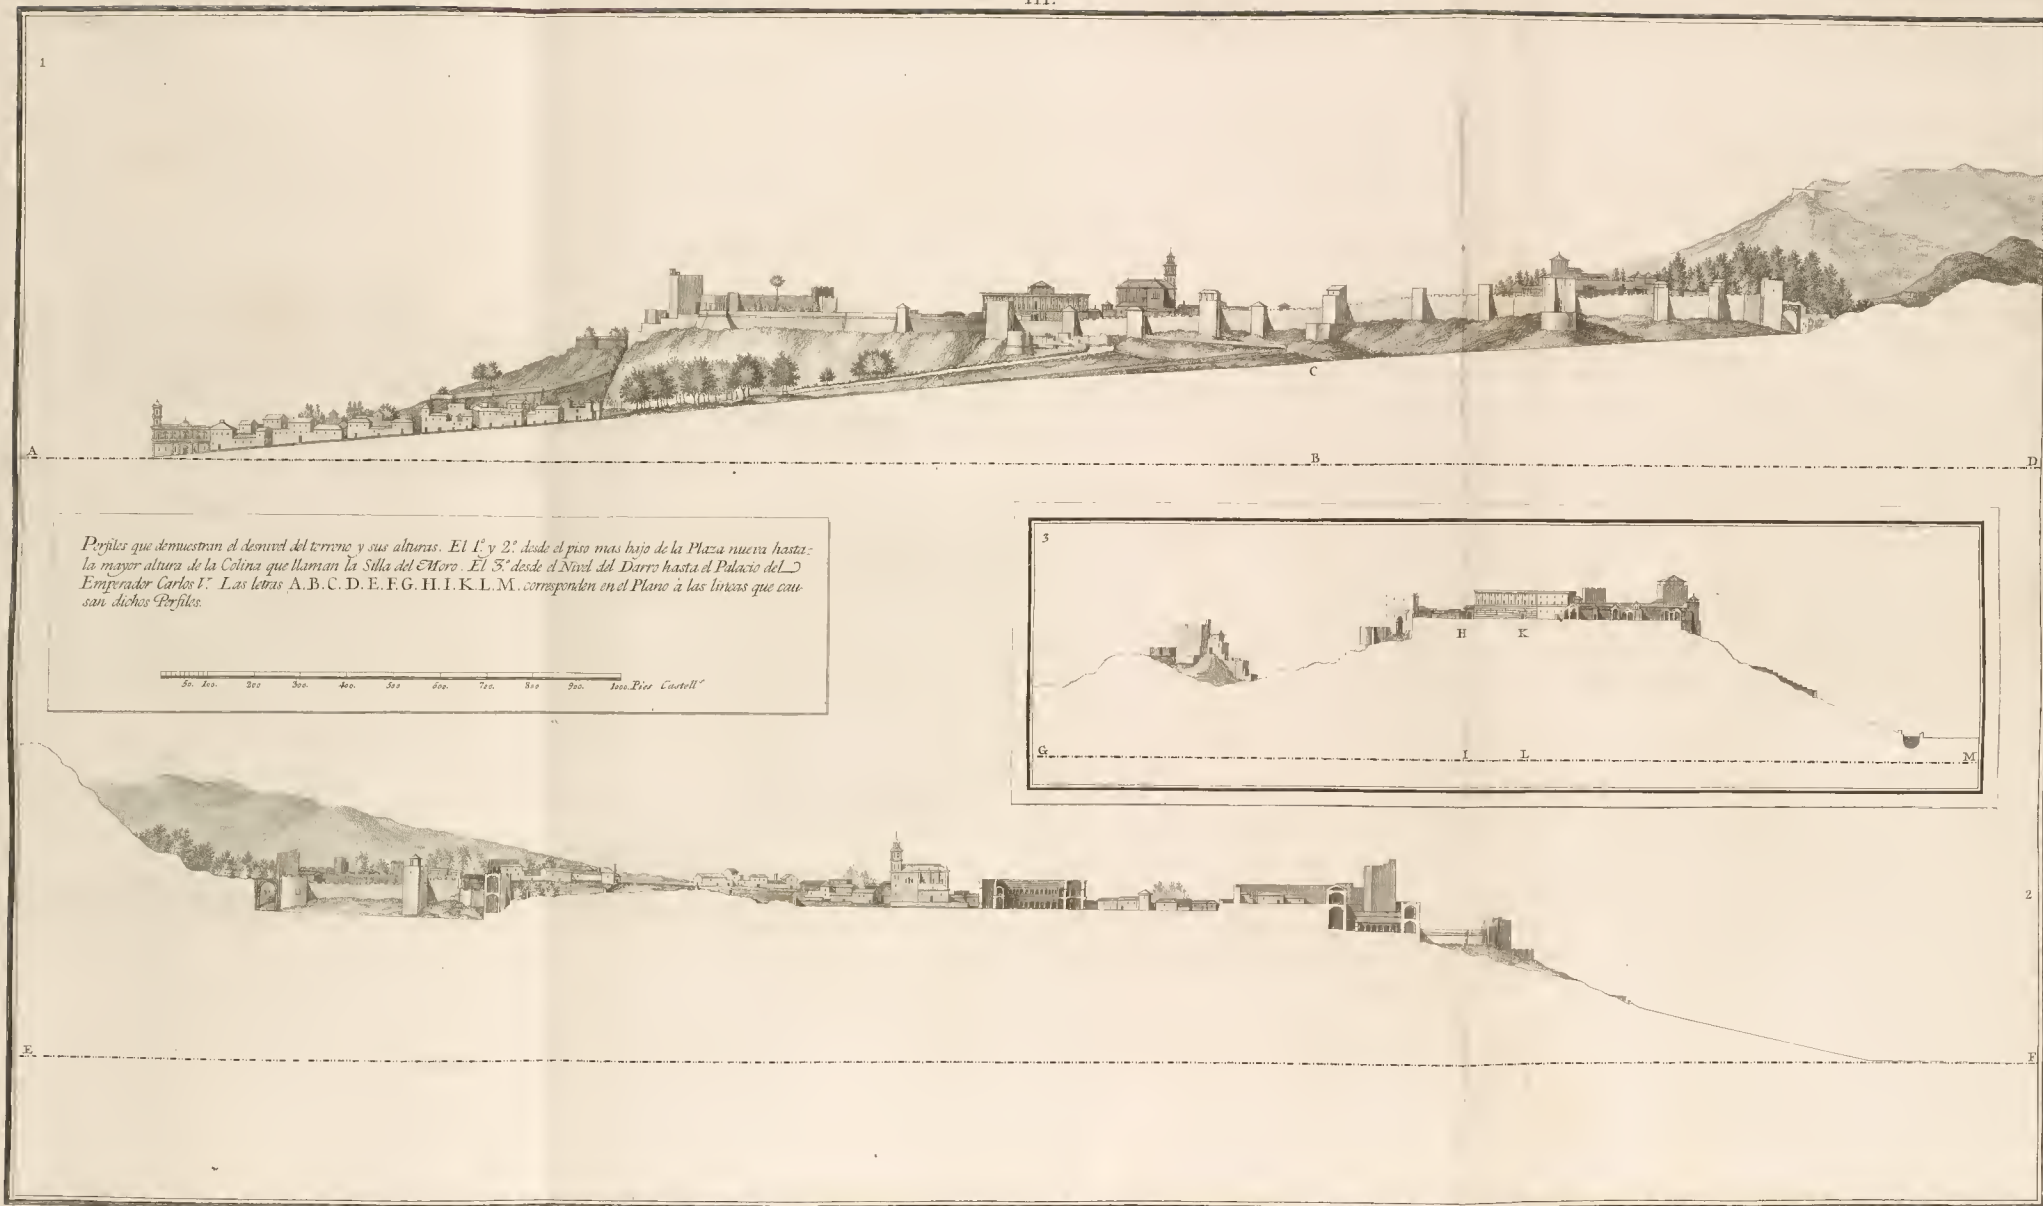 III.
1
A
B
C
D
Perfiles que demuestran el desnivel del terreno y sus alturas. El 1.º y 2.º desde el piso mas bajo de la Plaza nueva hasta
la mayor altura de la Colina que llaman la Silla del Moro. El 3.º desde el Nivel del Darro hasta el Palacio del
Emperador Carlos V.º Las letras A.B.C.D.E.F.G.H.I.K.L.M. corresponden en el Plano à las lineas que cau-
san dichos Perfiles.
50. 100. 200 300. 400. 500 600. 700. 800 900. 1000. Pies Castell.s
3
H K
G I L M
2
E F